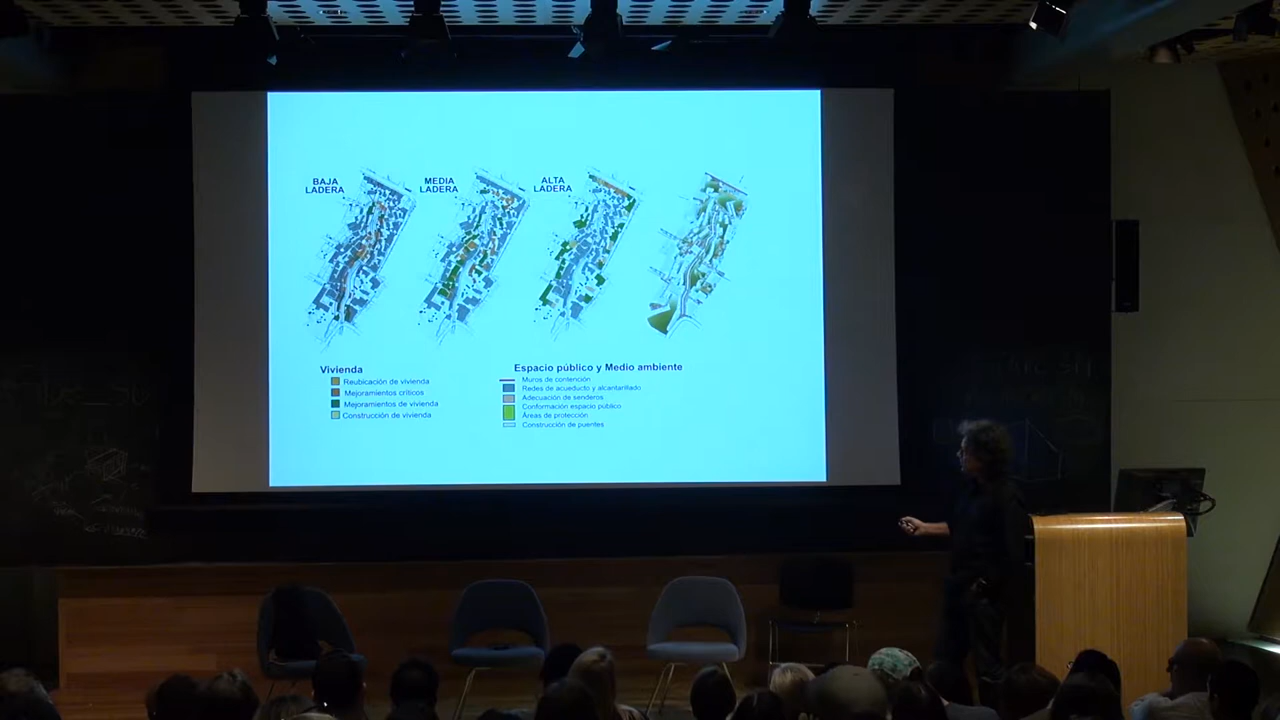 BAJA
LADERA
MEDIA
LADERA
ALTA
LADERA
Vivienda
Reubicación de vivienda
Mejoramientos críticos
Mejoramientos de vivienda
Construcción de vivienda
Espacio público y Medio ambiente
Muros de contención
Redes de acueducto y alcantarillado
Adecuación de senderos
Conformación espacio público
Áreas de protección
Construcción de puentes